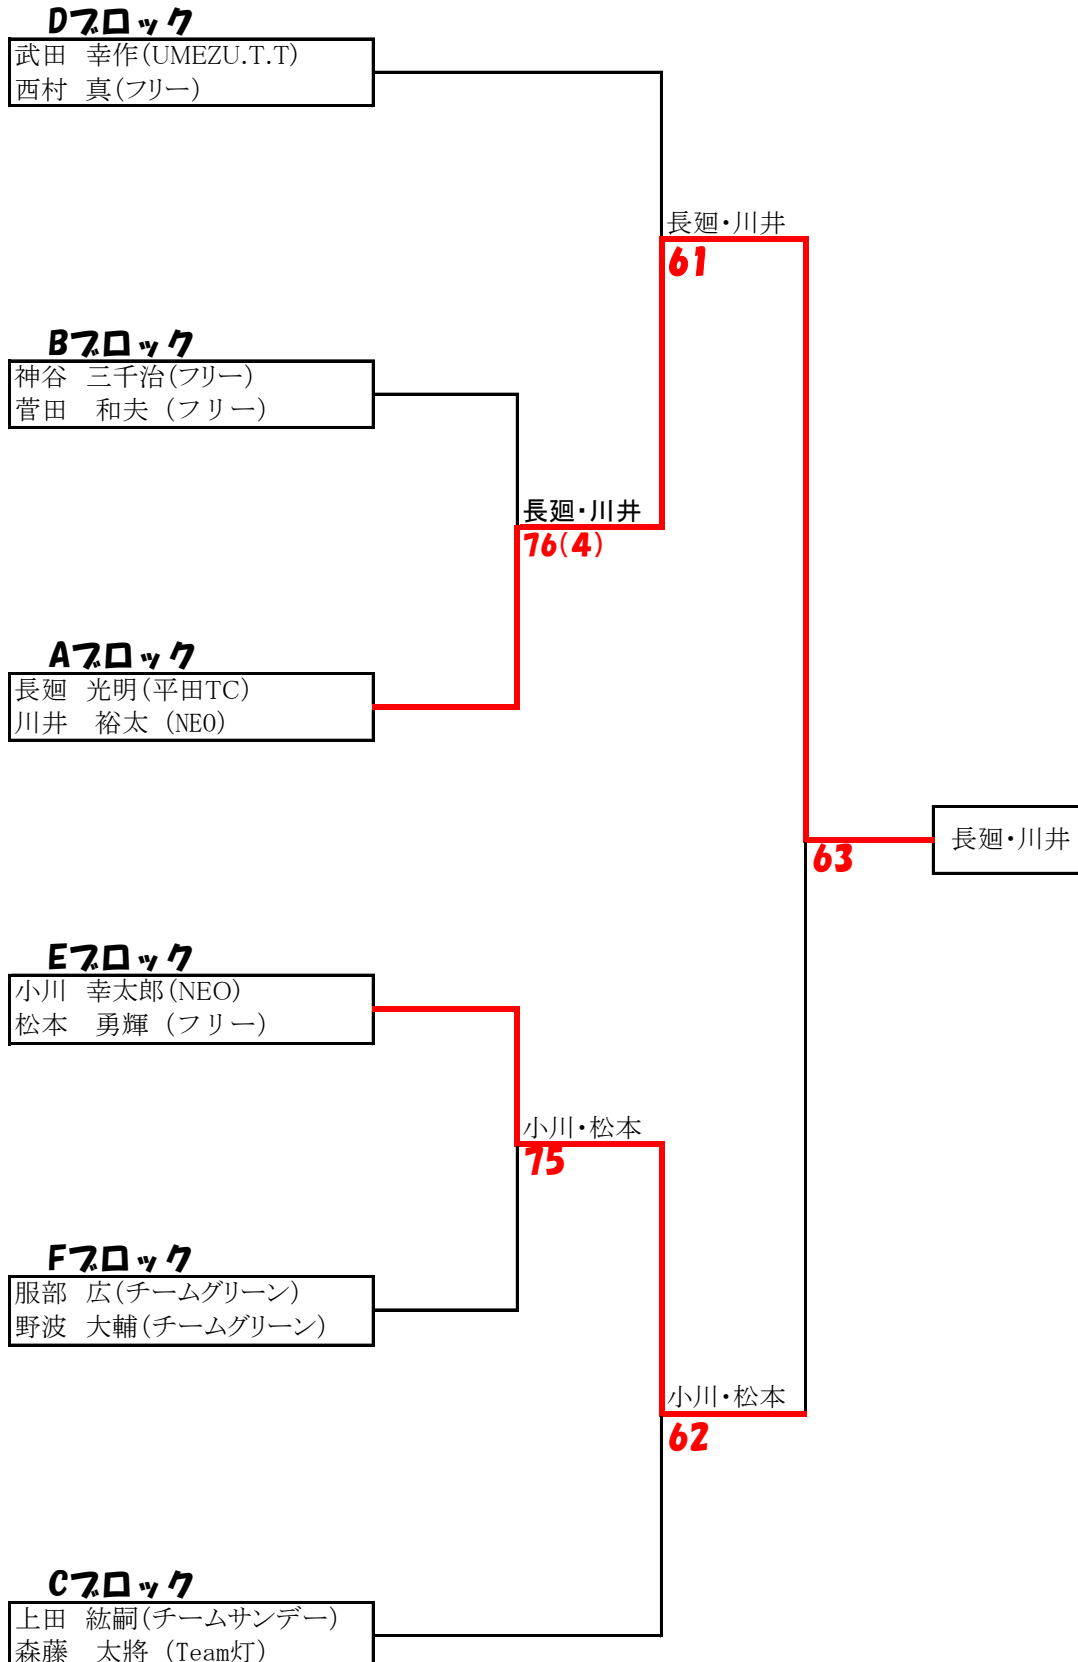 Dブロック
武田　幸作(UMEZU.T.T)
西村　真(フリー)
長廻・川井
61
Bブロック
神谷　三千治(フリー)
菅田　和夫 (フリー)
長廻・川井
76(4)
Aブロック
長廻　光明(平田TC)
川井　裕太 (NEO)
長廻・川井
63
Eブロック
小川　幸太郎(NEO)
松本　勇輝 (フリー)
小川・松本
75
Fブロック
服部　広(チームグリーン)
野波　大輔(チームグリーン)
小川・松本
62
Cブロック
上田　紘嗣(チームサンデー)
森藤　太將 (Team灯)